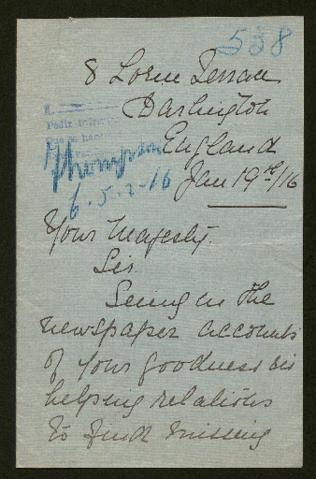 538
8 Lorne Terrace
Darlington
England
Jan 19th/16
Thompson
6.5.2-16
Your Majesty.
Sir.
Seeing in the
newspaper accounts
of your goodness in
helping relations
to find missing